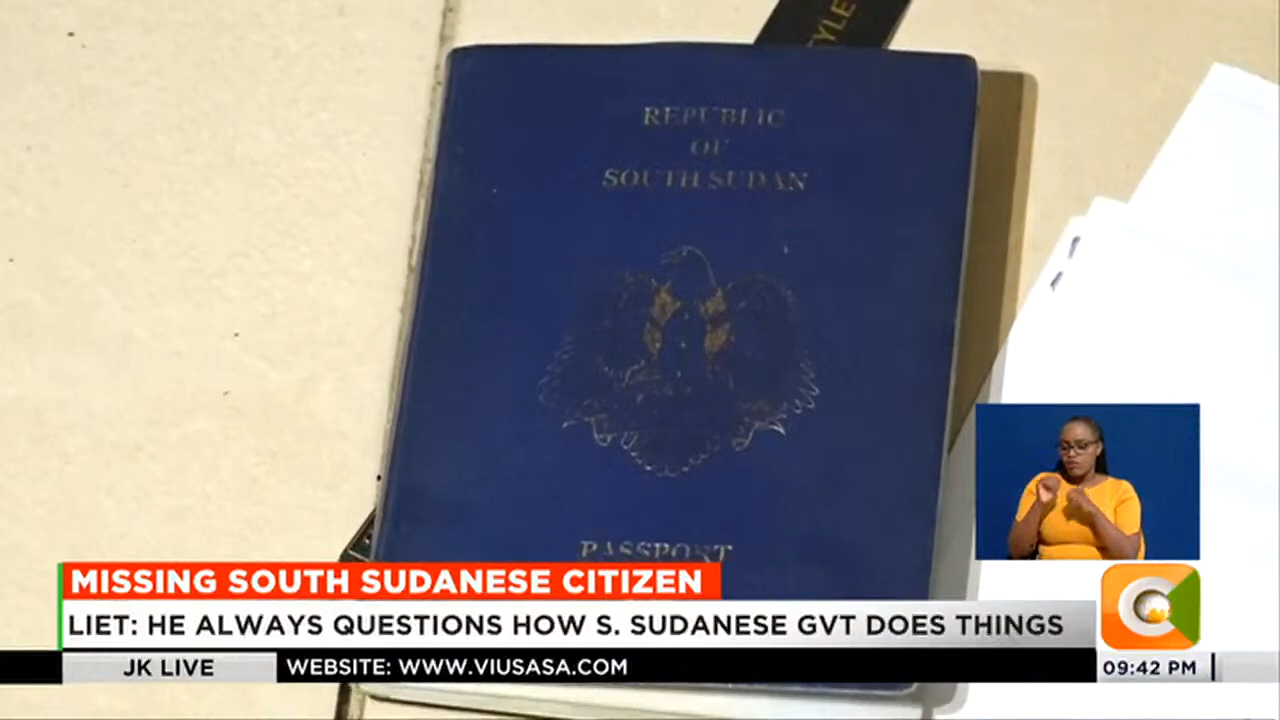 YLE
REPUBLIC
OF
SOUTH SUDAN
PASSPORT
MISSING SOUTH SUDANESE CITIZEN
LIET: HE ALWAYS QUESTIONS HOW S. SUDANESE GVT DOES THINGS
JK LIVE
WEBSITE: WWW.VIUSASA.COM
09:42 PM